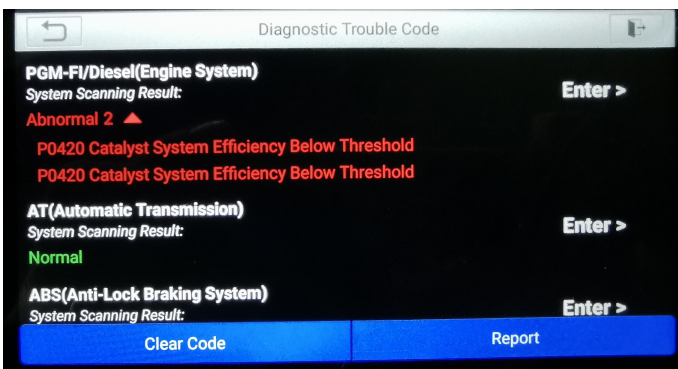 Diagnostic Trouble Code
PGM-FI/Diesel(Engine System)
System Scanning Result:
Enter >
Abnormal 2
P0420 Catalyst System Efficiency Below Threshold
P0420 Catalyst System Efficiency Below Threshold
AT(Automatic Transmission)
System Scanning Result:
Enter >
Normal
ABS(Anti-Lock Braking System)
System Scanning Result:
Enter >
Clear Code
Report